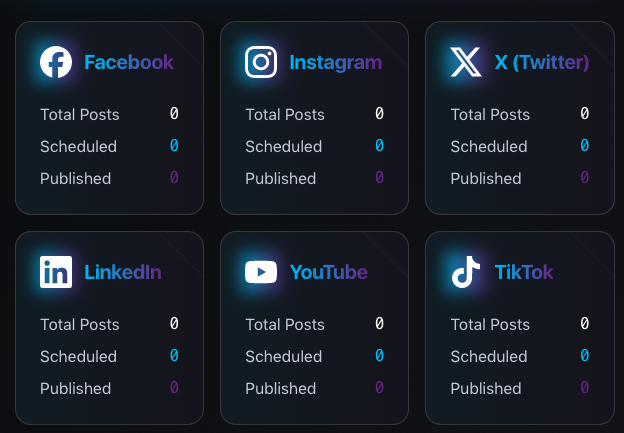 Facebook
Total Posts 0
Scheduled 0
Published 0
Instagram
Total Posts 0
Scheduled 0
Published 0
X (Twitter)
Total Posts 0
Scheduled 0
Published 0
LinkedIn
Total Posts 0
Scheduled 0
Published 0
YouTube
Total Posts 0
Scheduled 0
Published 0
TikTok
Total Posts 0
Scheduled 0
Published 0